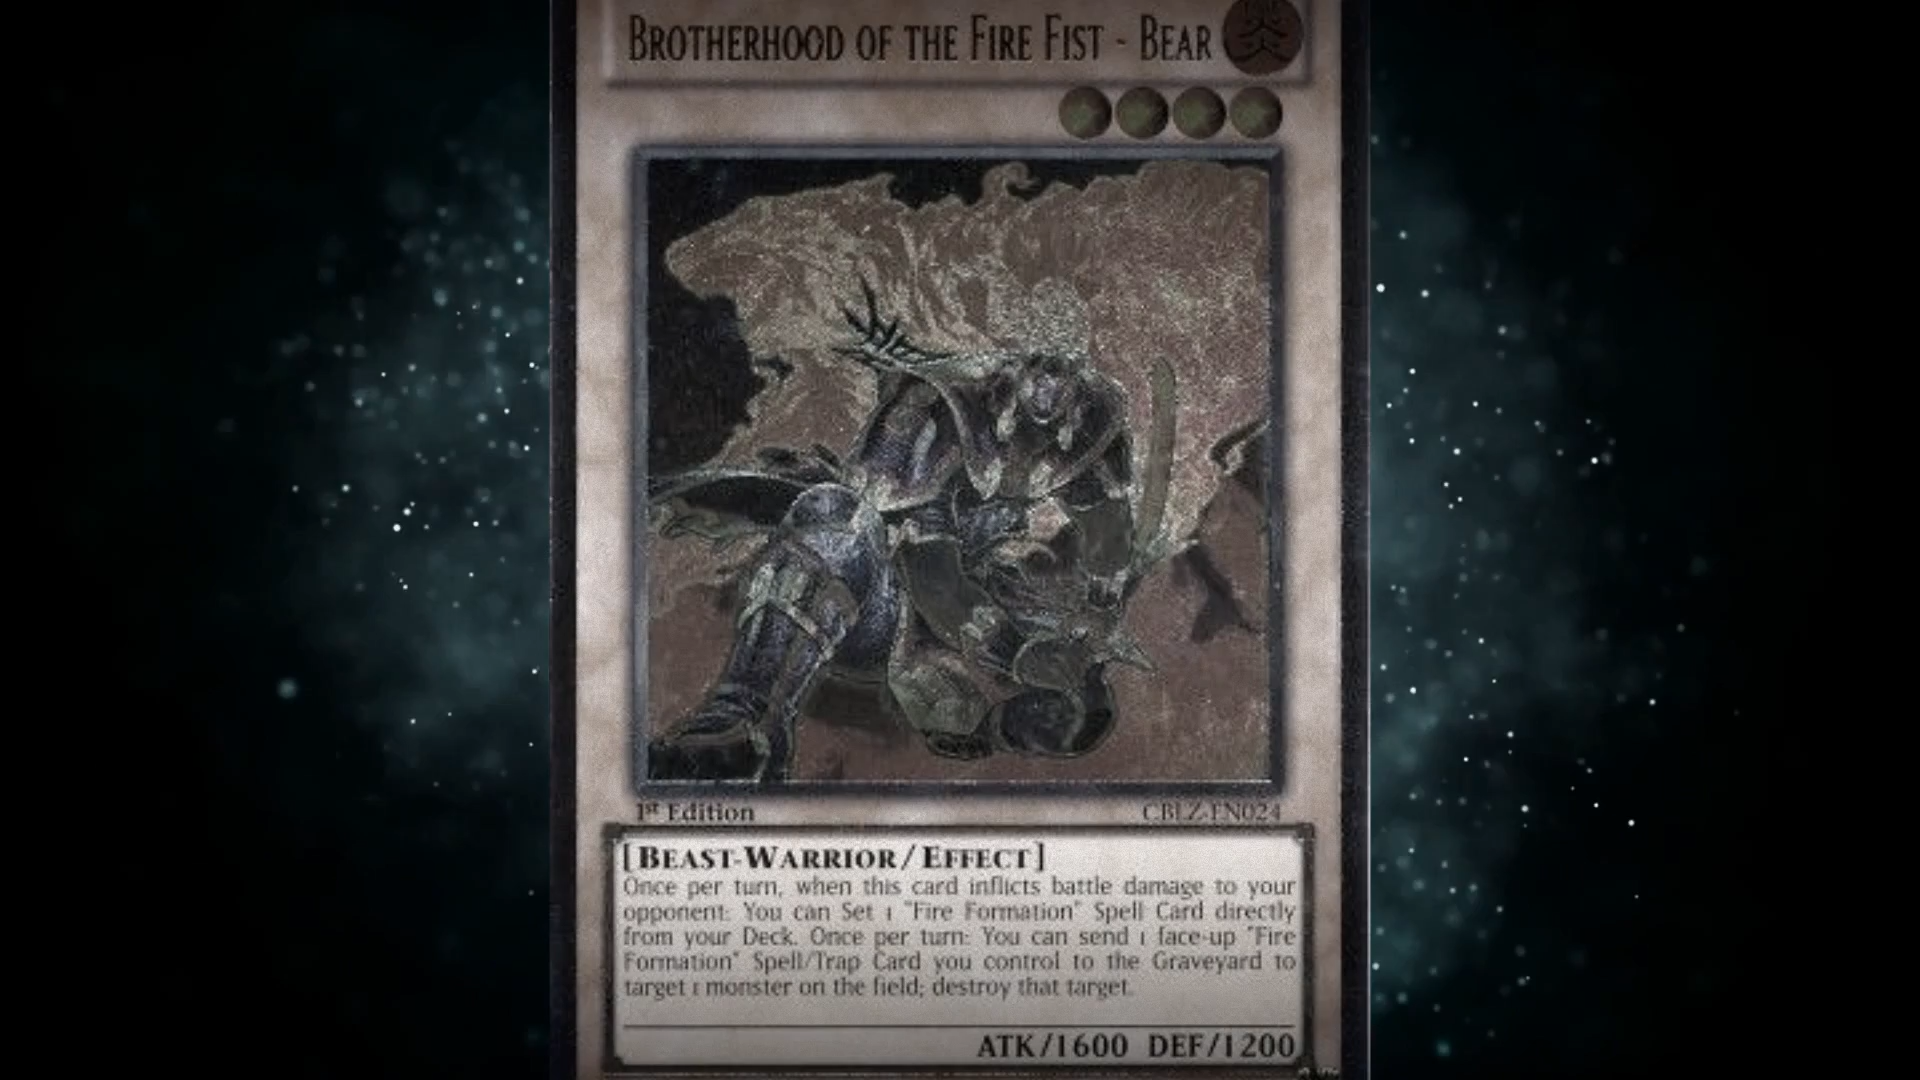 BROTHERHOOD OF THE FIRE FIST - BEAR
炎
1st Edition
CBLZ-EN024
[BEAST-WARRIOR/EFFECT]
Once per turn, when this card inflicts battle damage to your
opponent: You can Set 1 "Fire Formation" Spell Card directly
from your Deck. Once per turn: You can send 1 face-up "Fire
Formation" Spell/Trap Card you control to the Graveyard to
target 1 monster on the field; destroy that target.
ATK/1600 DEF/1200